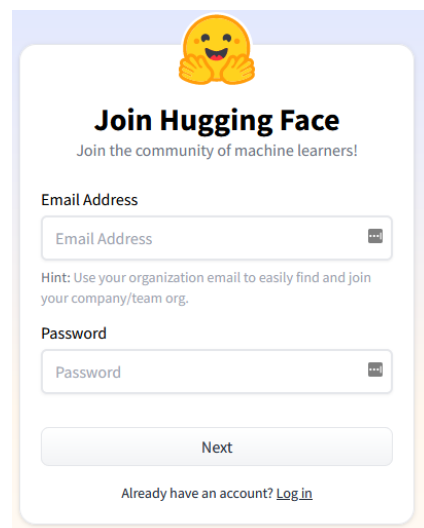 Join Hugging Face
Join the community of machine learners!
Email Address
Email Address
Hint: Use your organization email to easily find and join
your company/team org.
Password
Password
Next
Already have an account? Log in